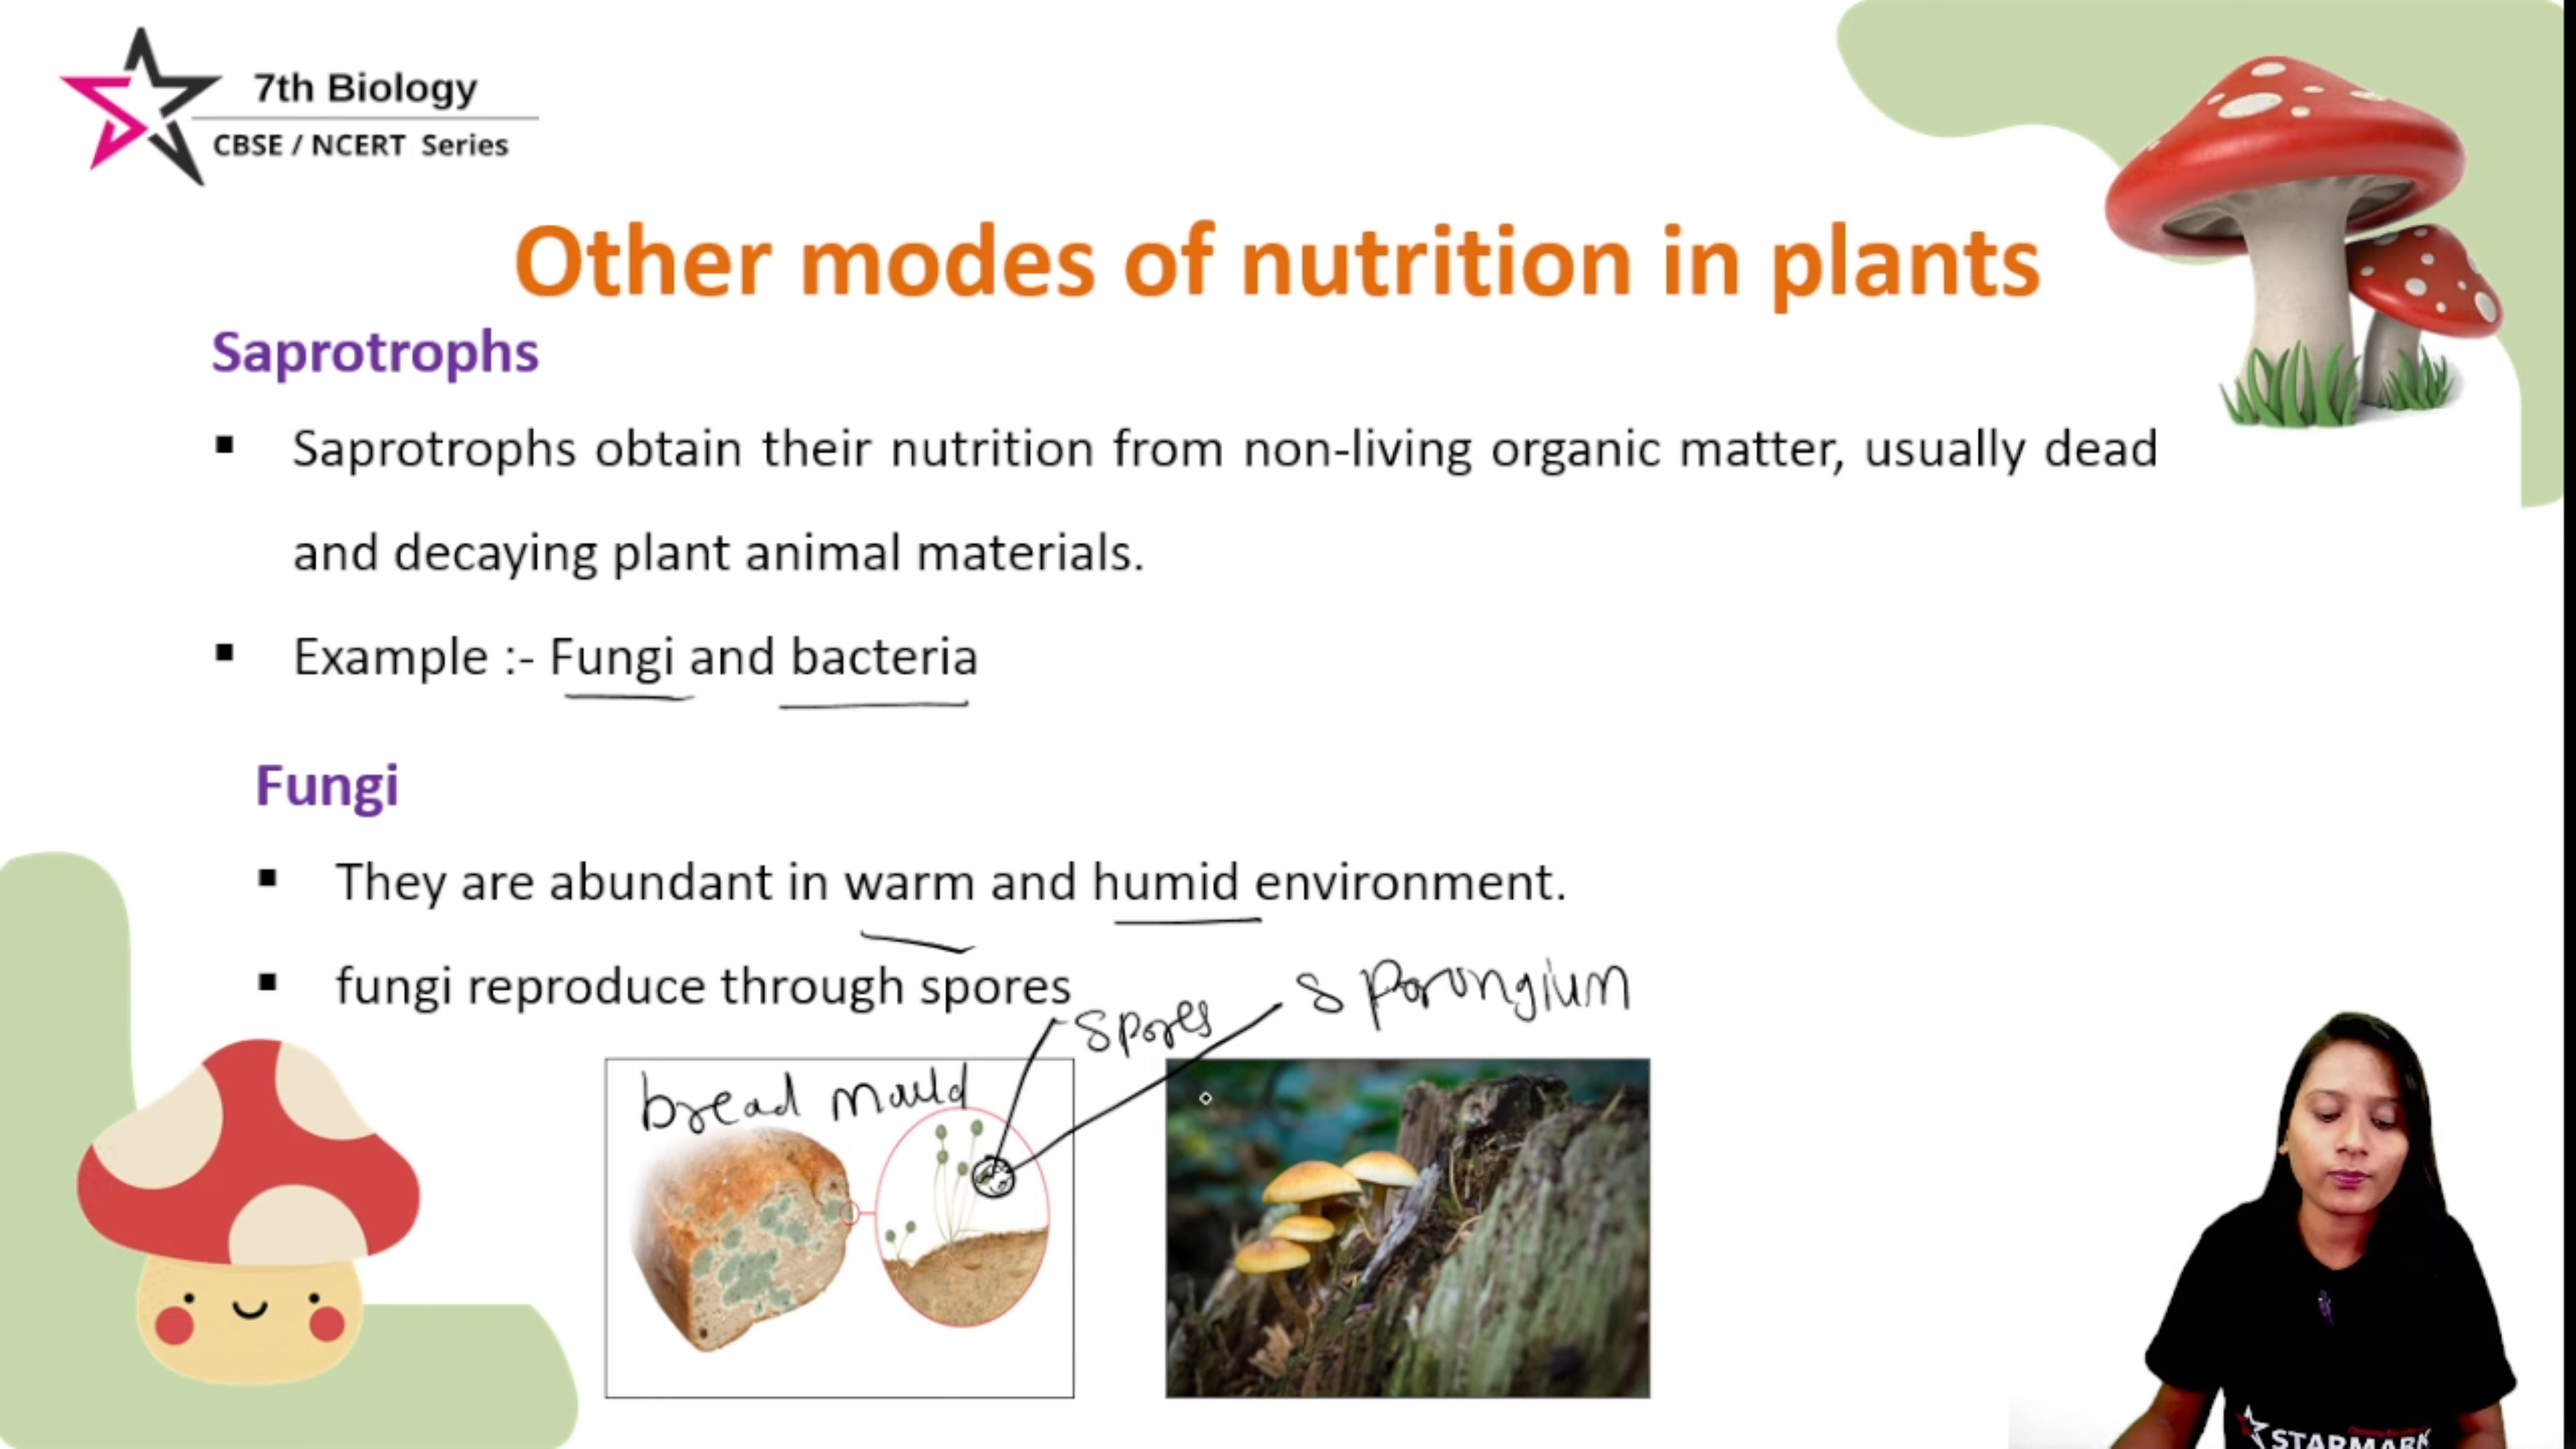 7th Biology
CBSE / NCERT Series
Other modes of nutrition in plants
Saprotrophs
▪ Saprotrophs obtain their nutrition from non-living organic matter, usually dead
and decaying plant animal materials.
▪ Example :- Fungi and bacteria
Fungi
▪ They are abundant in warm and humid environment.
▪ fungi reproduce through spores
spores
bread mould
STARMARK